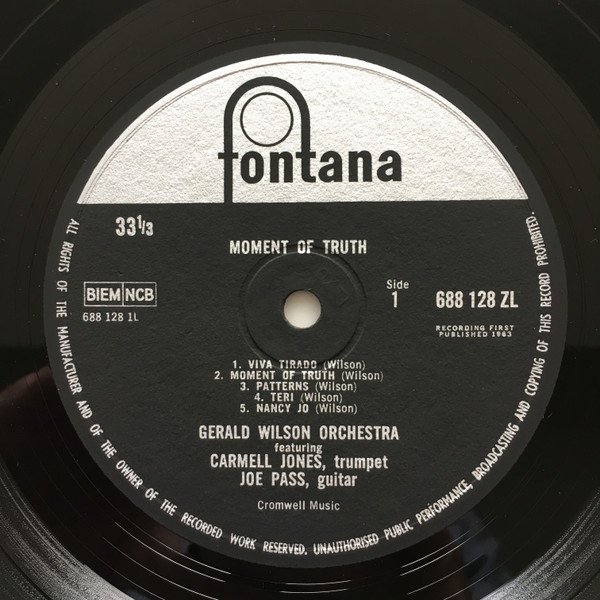 fontana
33 1/3
MOMENT OF TRUTH
BIEM NCB
688 128 1L
Side
1
688 128 ZL
RECORDING FIRST
PUBLISHED 1963
1. VIVA TIRADO (Wilson)
2. MOMENT OF TRUTH (Wilson)
3. PATTERNS (Wilson)
4. TERI (Wilson)
5. NANCY JO (Wilson)
GERALD WILSON ORCHESTRA
featuring
CARMELL JONES, trumpet
JOE PASS, guitar
Cromwell Music
ALL RIGHTS OF THE MANUFACTURER AND OF THE OWNER OF THE RECORDED WORK RESERVED. UNAUTHORISED PUBLIC PERFORMANCE, BROADCASTING AND COPYING OF THIS RECORD PROHIBITED.